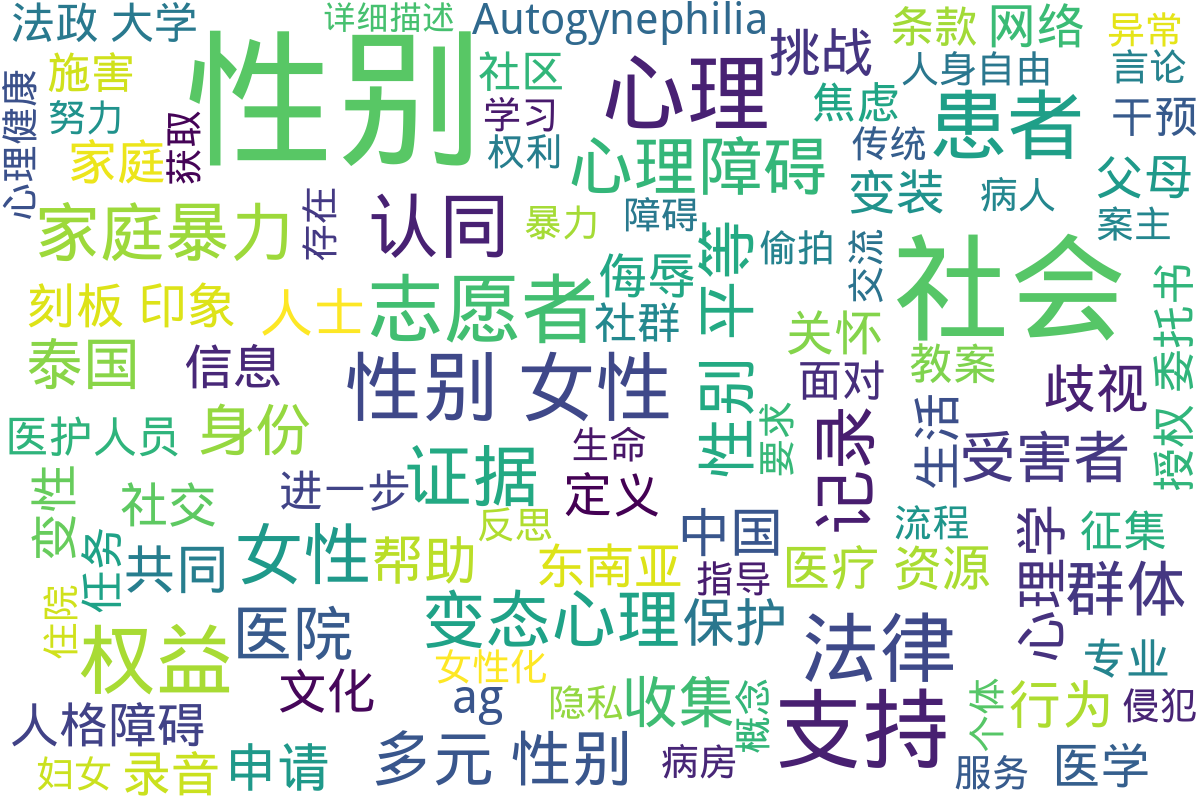 法政 大学
详细描述
Autogynephilia
条款
网络
异常
性别
心理
挑战
人身自由
言论
施害
社区
焦虑
患者
干预
努力
学习
心理健康
获取
家庭
权利
心理障碍
传统
变装
病人
父母
案主
家庭暴力
存在
认同
暴力
障碍
性别 平等
偷拍
交流
社会
刻板 印象
人士
志愿者
侮辱
社群
关怀
教案
授权 委托书
泰国
信息
性别 女性
面对
歧视
医护人员
身份
证据
生命
要求
记录
生活
受害者
变性
社交
进一步
定义
反思
流程
征集
任务
共同
女性
帮助
东南亚
中国
指导
医疗
资源
心理学
群体
住院
权益
医院
变态心理
保护
法律
专业
女性化
文化
ag
隐私
收集
概念
支持
个体
行为
侵犯
人格障碍
妇女
录音
申请
多元 性别
病房
服务
医学